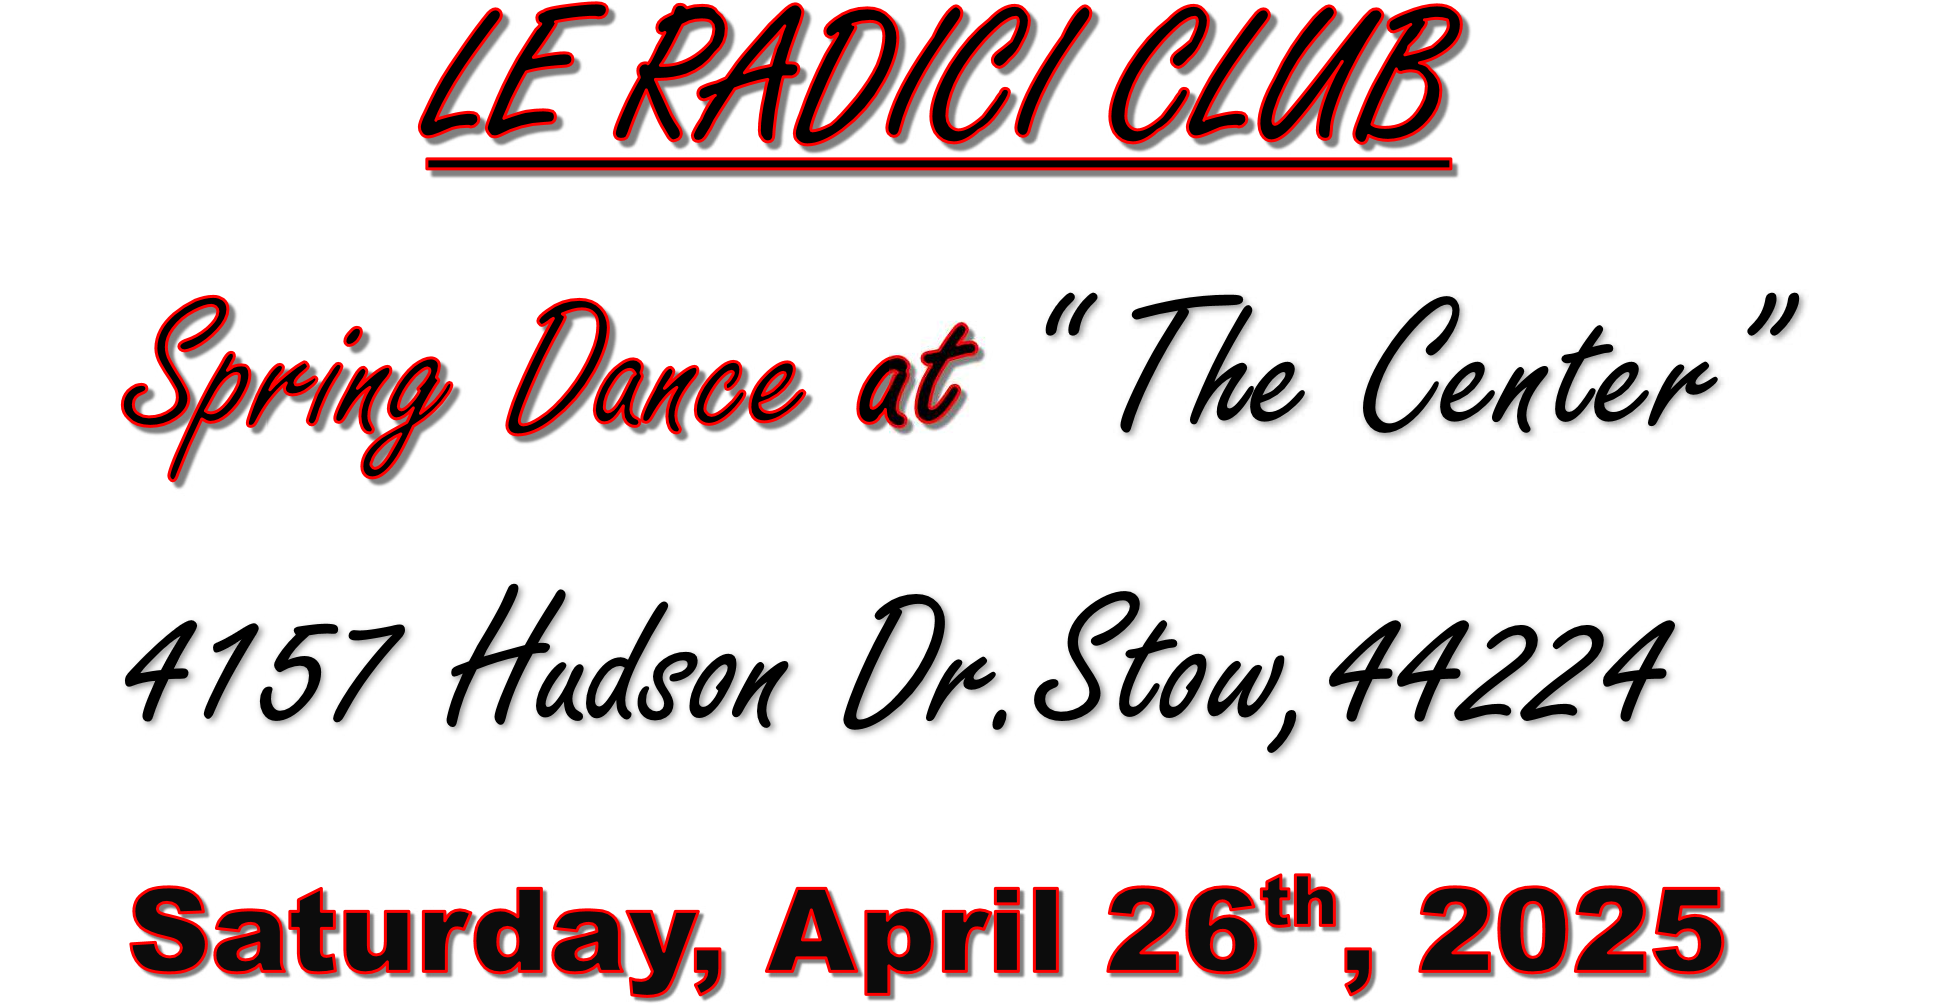 LE RADICI CLUB
Spring Dance at “The Center”
4157 Hudson Dr.Stow,44224
Saturday, April 26th, 2025